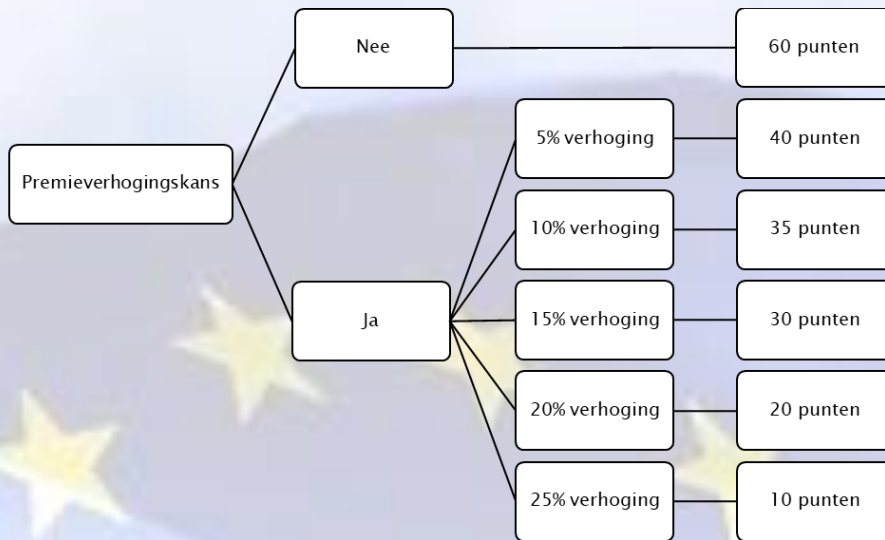 Nee
60 punten
5% verhoging
40 punten
Premieverhogingskans
10% verhoging
35 punten
Ja
15% verhoging
30 punten
20% verhoging
20 punten
25% verhoging
10 punten